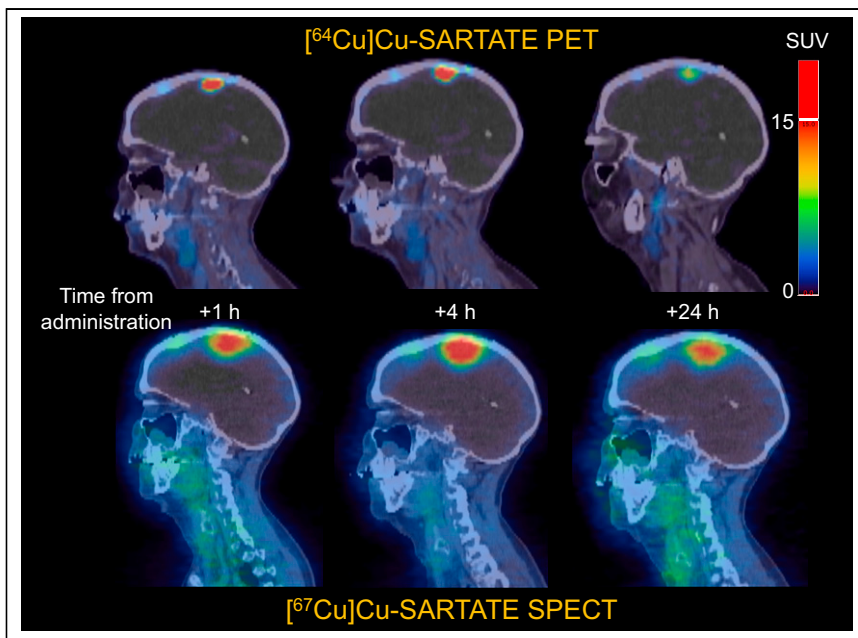 [⁶⁴Cu]Cu-SARTATE PET
SUV
15
0
Time from
administration
+1 h
+4 h
+24 h
[⁶⁷Cu]Cu-SARTATE SPECT